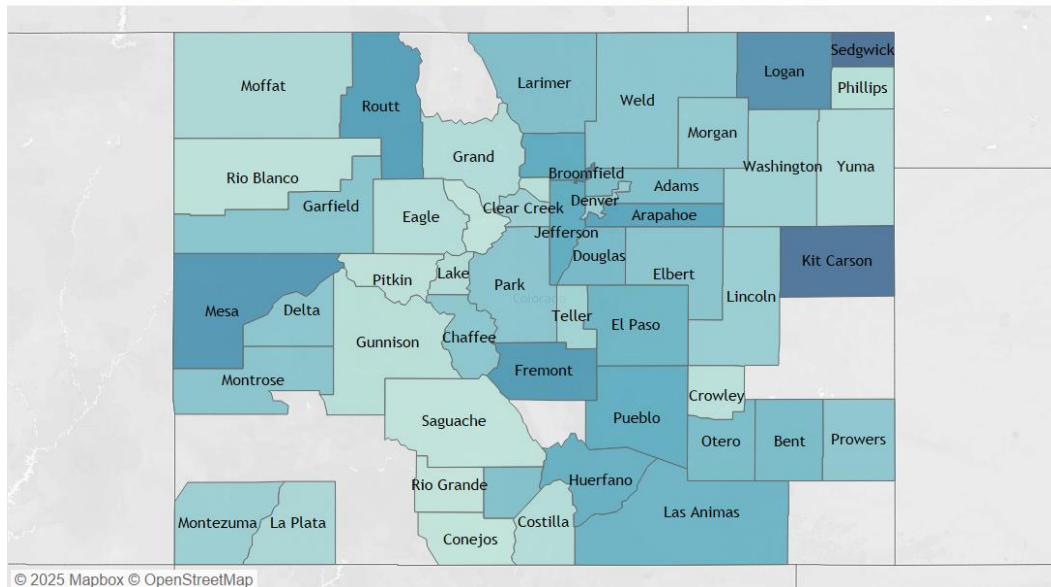 Sedgwick
Moffat
Larimer
Logan
Routt
Weld
Phillips
Morgan
Grand
Washington
Yuma
Rio Blanco
Broomfield
Adams
Garfield
Clear Creek
Denver
Eagle
Arapahoe
Jefferson
Douglas
Kit Carson
Pitkin
Lake
Elbert
Park
Lincoln
Colorado
Mesa
Delta
Teller
El Paso
Chaffee
Gunnison
Fremont
Montrose
Crowley
Saguache
Pueblo
Otero
Bent
Prowers
Rio Grande
Huerfano
Las Animas
Montezuma
La Plata
Costilla
Conejos
© 2025 Mapbox © OpenStreetMap